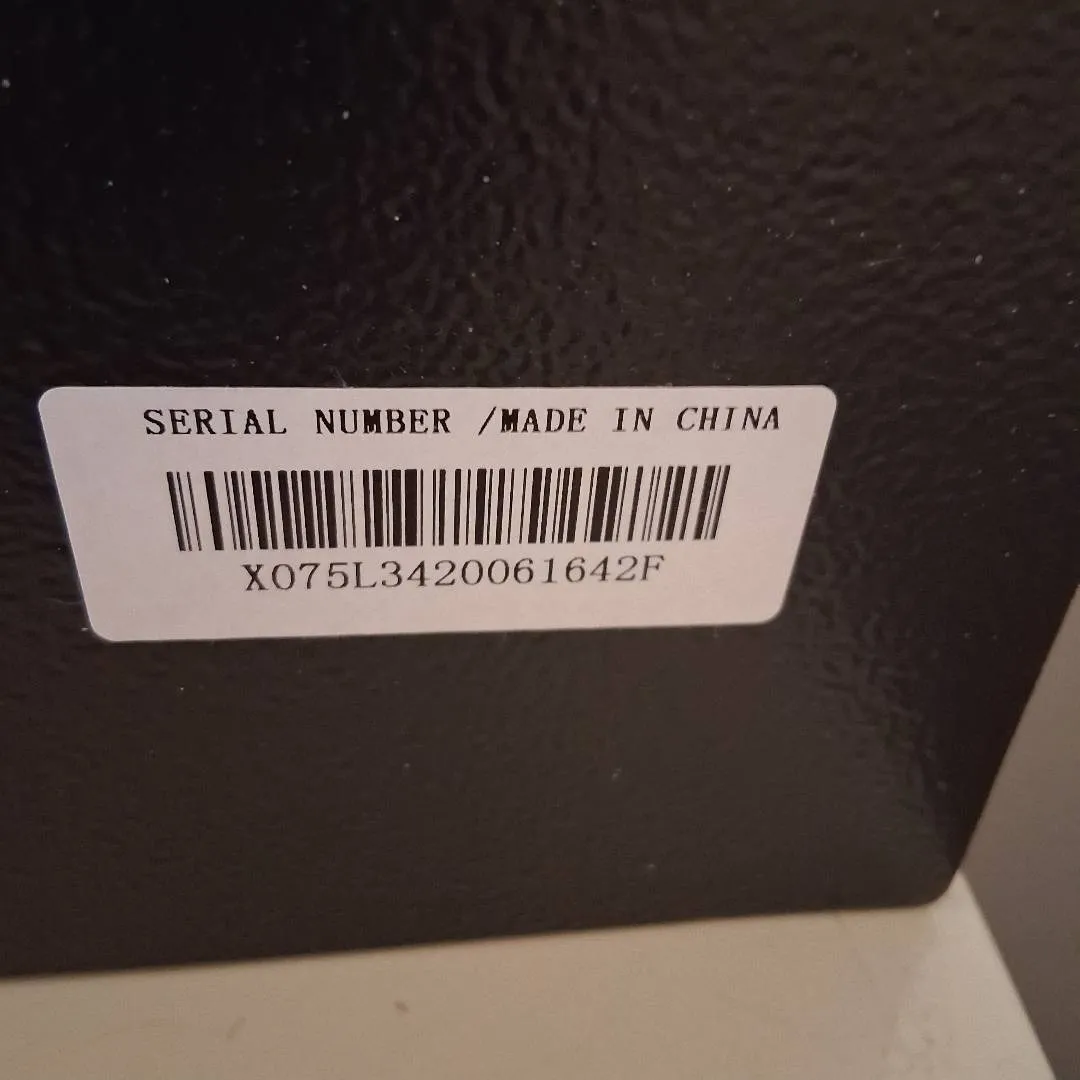 SERIAL NUMBER /MADE IN CHINA
X075L3420061642F